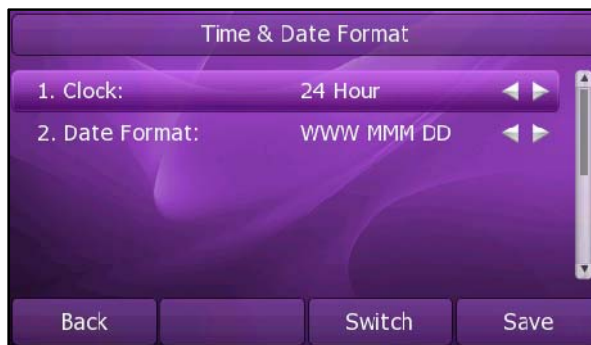 Time & Date Format
1. Clock: 24 Hour
2. Date Format: WWW MMM DD
Back Switch Save